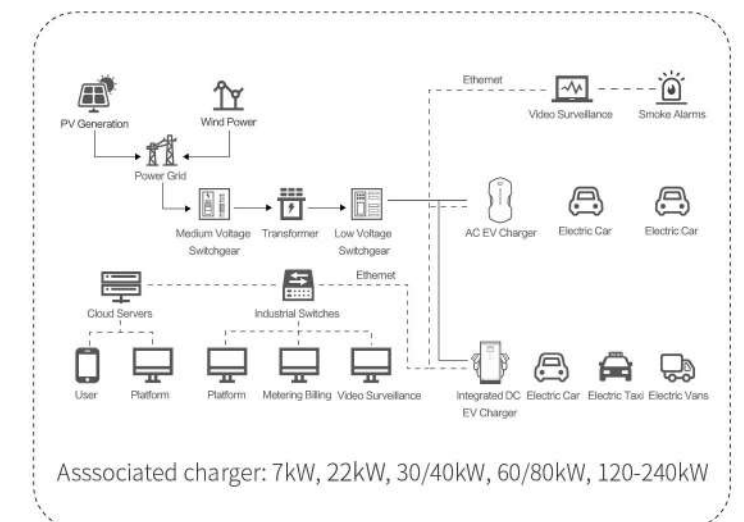 Ethernet
PV Generation
Wind Power
Video Surveillance
Smoke Alarms
Power Grid
Medium Voltage
Switchgear
Transformer
Low Voltage
Switchgear
AC EV Charger
Electric Car
Electric Car
Ethernet
Cloud Servers
Industrial Switches
User
Platform
Platform
Metering Billing
Video Surveillance
Integrated DC
EV Charger
Electric Car
Electric Taxi
Electric Vans
Asssociated charger: 7kW, 22kW, 30/40kW, 60/80kW, 120-240kW